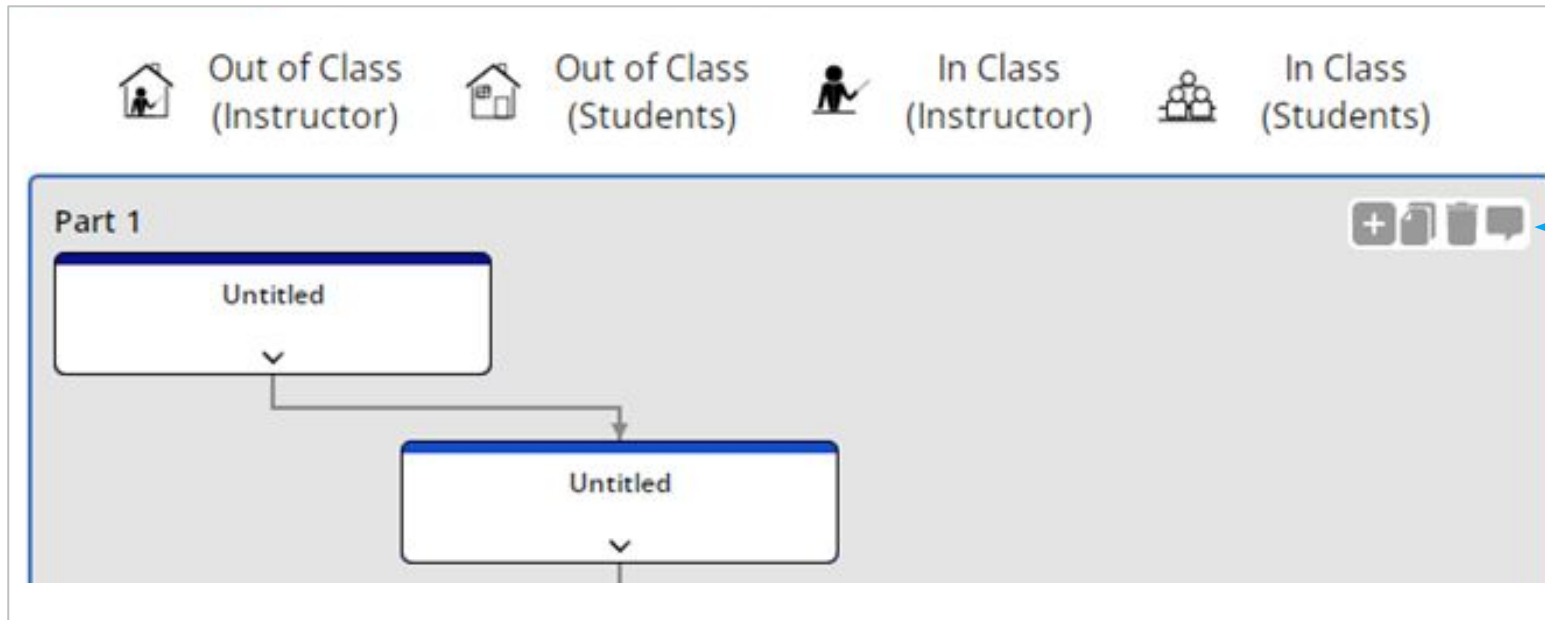 Out of Class
(Instructor)
Out of Class
(Students)
In Class
(Instructor)
In Class
(Students)
Part 1
Untitled
Untitled